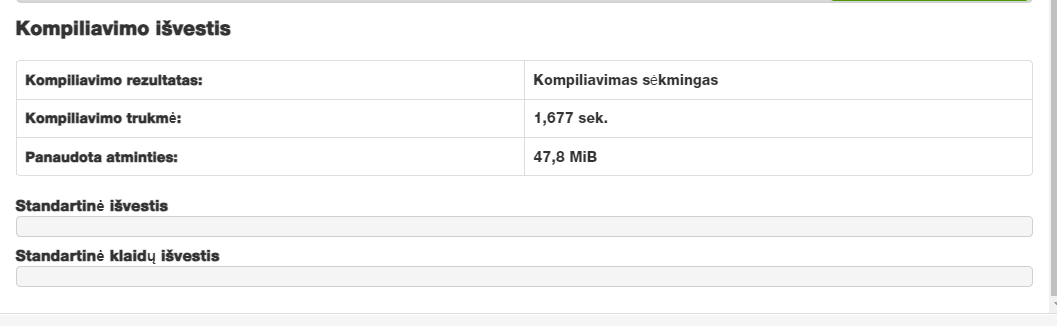 Kompiliavimo išvestis
Kompiliavimo rezultatas: Kompiliavimas sėkmingas
Kompiliavimo trukmė: 1,677 sek.
Panaudota atminties: 47,8 MiB
Standartinė išvestis
Standartinė klaidų išvestis